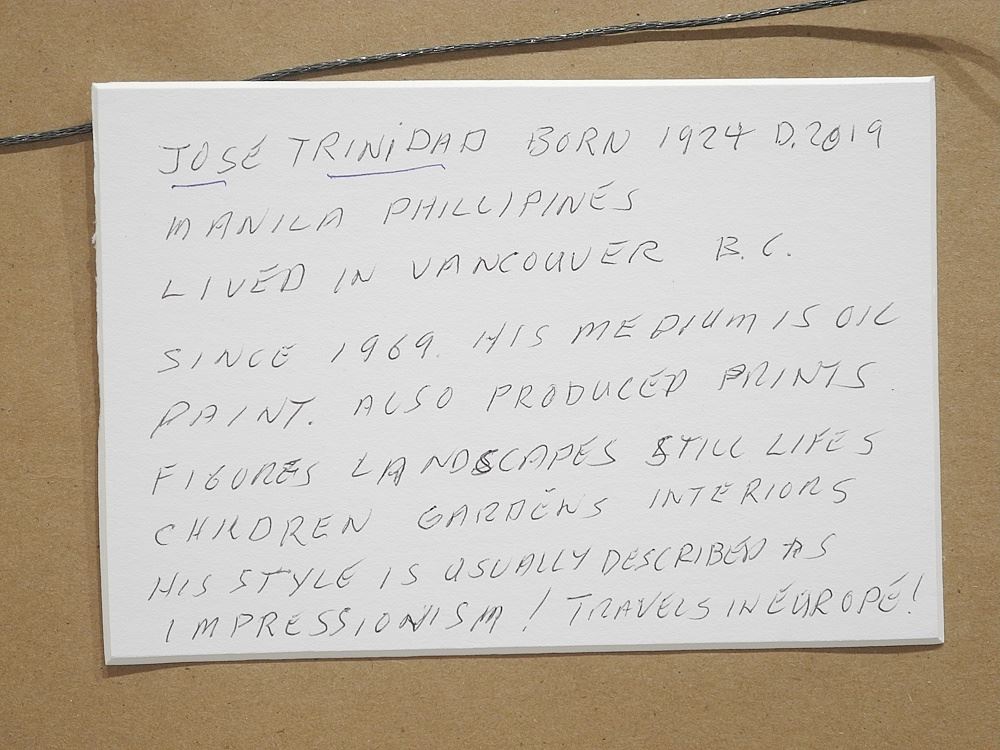 JOSE TRINIDAD BORN 1924 D. 2019
MANILA PHILLIPINES
LIVED IN VANCOUVER B.C.
SINCE 1969. HIS MEDIUM IS OIL
PAINT. ALSO PRODUCED PRINTS.
FIGURES LANDSCAPES STILL LIFES
CHILDREN GARDENS INTERIORS
HIS STYLE IS USUALLY DESCRIBED AS
IMPRESSIONISM! TRAVELS IN EUROPE!